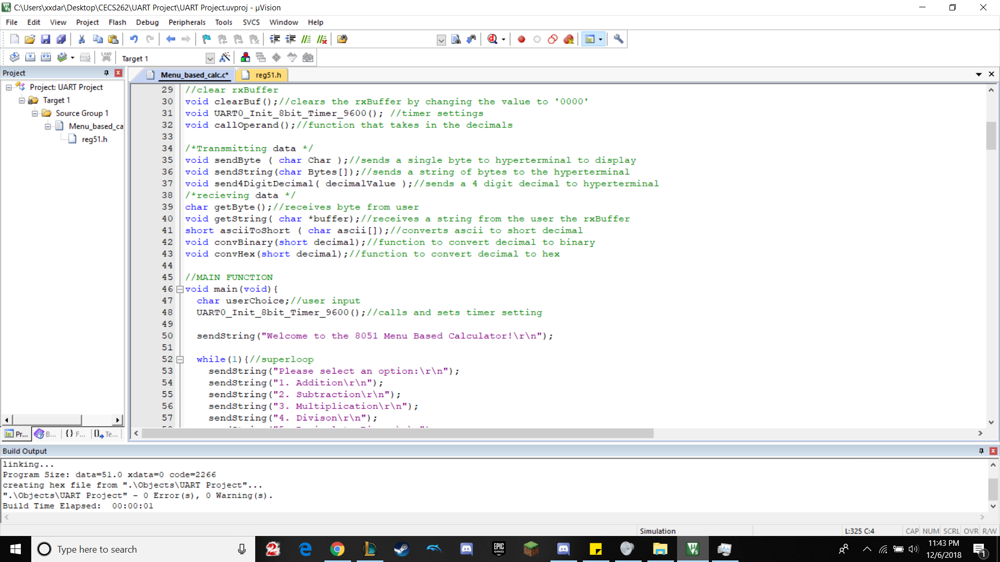 C:\Users\xxdar\Desktop\CECS262\UART Project\UART Project.uvproj - µVision
File Edit View Project Flash Debug Peripherals Tools SVCS Window Help
LOAD Target 1
Project
Project: UART Project
Target 1
Source Group 1
Menu_based_ca
reg51.h
Pr... B... {} F... Te...
Menu_based_calc.c* reg51.h
29 //clear rxBuffer
30 void clearBuf();//clears the rxBuffer by changing the value to '0000'
31 void UART0_Init_8bit_Timer_9600(); //timer settings
32 void callOperand();//function that takes in the decimals
33
34 /*Transmitting data */
35 void sendByte ( char Char );//sends a single byte to hyperterminal to display
36 void sendString(char Bytes[]);//sends a string of bytes to the hyperterminal
37 void send4DigitDecimal( decimalValue );//sends a 4 digit decimal to hyperterminal
38 /*recieving data */
39 char getByte();//receives byte from user
40 void getString( char *buffer);//receives a string from the user the rxBuffer
41 short asciiToShort ( char ascii[]);//converts ascii to short decimal
42 void convBinary(short decimal);//function to convert decimal to binary
43 void convHex(short decimal);//function to convert decimal to hex
44
45 //MAIN FUNCTION
46 void main(void){
47 char userChoice;//user input
48 UART0_Init_8bit_Timer_9600();//calls and sets timer setting
49
50 sendString("Welcome to the 8051 Menu Based Calculator!\r\n");
51
52 while(1){//superloop
53 sendString("Please select an option:\r\n");
54 sendString("1. Addition\r\n");
55 sendString("2. Subtraction\r\n");
56 sendString("3. Multiplication\r\n");
57 sendString("4. Divison\r\n");
Build Output
linking...
Program Size: data=51.0 xdata=0 code=2266
creating hex file from ".\Objects\UART Project"...
".\Objects\UART Project" - 0 Error(s), 0 Warning(s).
Build Time Elapsed:  00:00:01
Simulation L:325 C:4 CAP NUM SCRL OVR R/W
Type here to search
EPIC GAMES
11:43 PM
12/6/2018
1